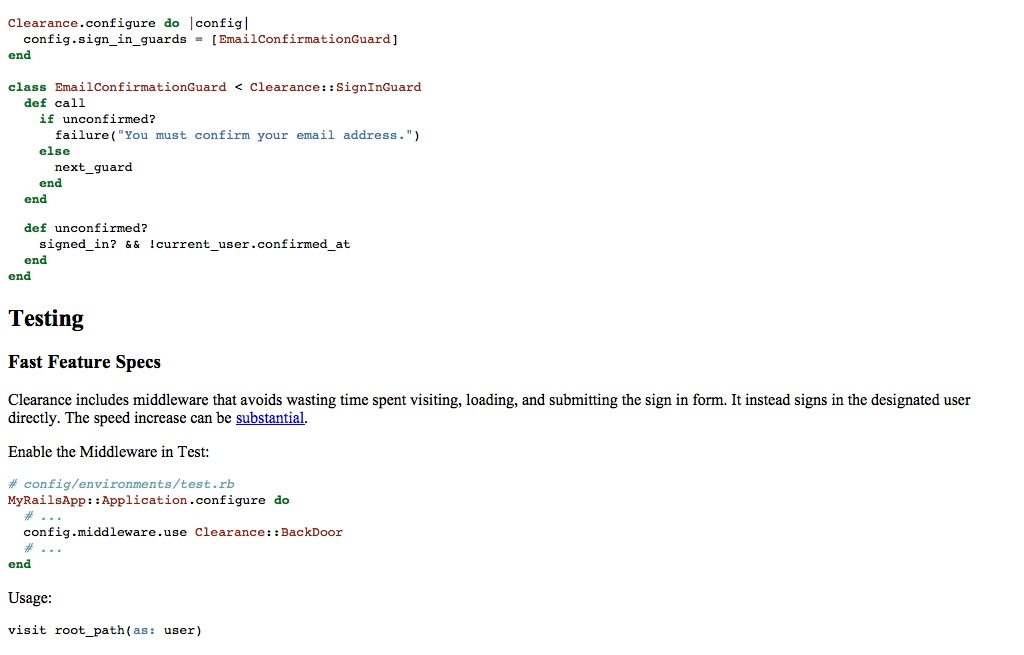 Clearance.configure do |config|
  config.sign_in_guards = [EmailConfirmationGuard]
end

class EmailConfirmationGuard < Clearance::SignInGuard
  def call
    if unconfirmed?
      failure("You must confirm your email address.")
    else
      next_guard
    end
  end

  def unconfirmed?
    signed_in? && !current_user.confirmed_at
  end
end

Testing

Fast Feature Specs

Clearance includes middleware that avoids wasting time spent visiting, loading, and submitting the sign in form. It instead signs in the designated user
directly. The speed increase can be substantial.

Enable the Middleware in Test:

# config/environments/test.rb
MyRailsApp::Application.configure do
  # ...
  config.middleware.use Clearance::BackDoor
  # ...
end

Usage:

visit root_path(as: user)